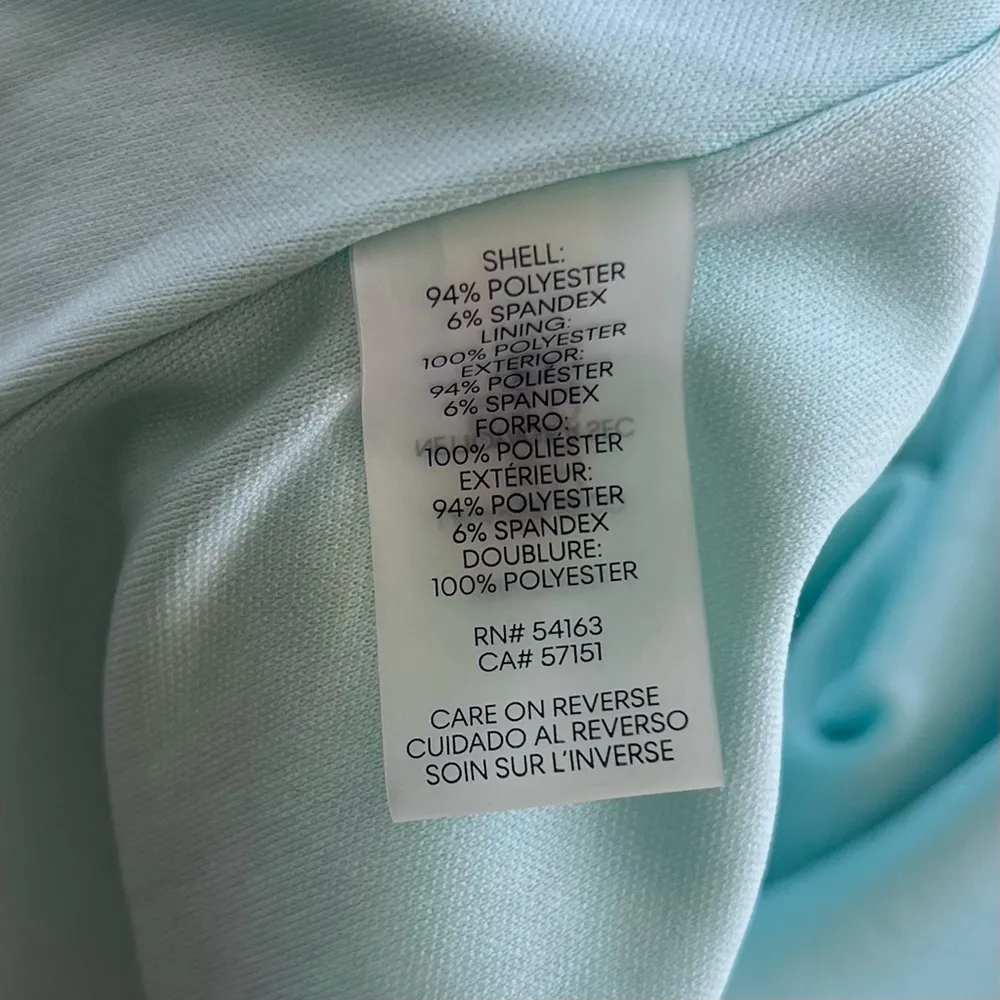 SHELL:
94% POLYESTER
6% SPANDEX
LINING:
100% POLYESTER
EXTERIOR:
94% POLIÉSTER
6% SPANDEX
FORRO:
100% POLIÉSTER
EXTÉRIEUR:
94% POLYESTER
6% SPANDEX
DOUBLURE:
100% POLYESTER
RN# 54163
CA# 57151
CARE ON REVERSE
CUIDADO AL REVERSO
SOIN SUR L'INVERSE